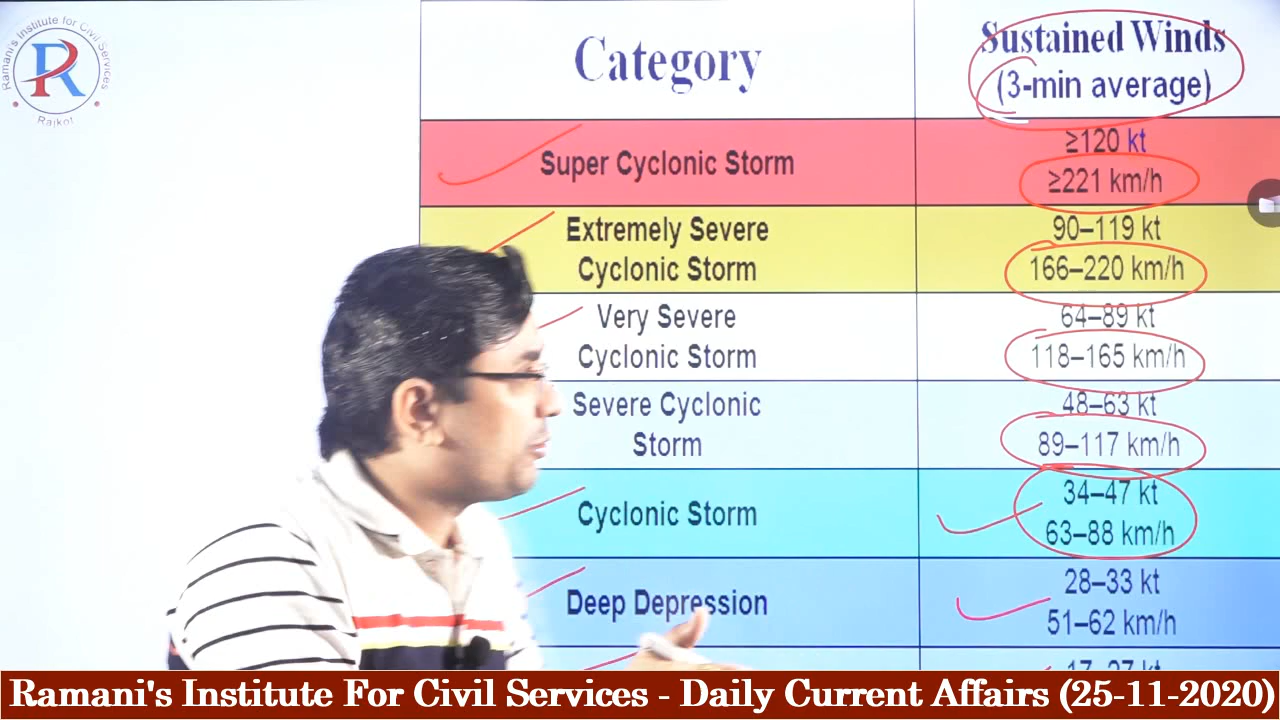 Ramani's Institute for Civil Services
R
Rajkot
Category
Sustained Winds
(3-min average)
Super Cyclonic Storm
≥120 kt
≥221 km/h
Extremely Severe
Cyclonic Storm
90–119 kt
166–220 km/h
Very Severe
Cyclonic Storm
64–89 kt
118–165 km/h
Severe Cyclonic
Storm
48–63 kt
89–117 km/h
Cyclonic Storm
34–47 kt
63–88 km/h
Deep Depression
28–33 kt
51–62 km/h
17–27 kt
Ramani's Institute For Civil Services - Daily Current Affairs (25-11-2020)